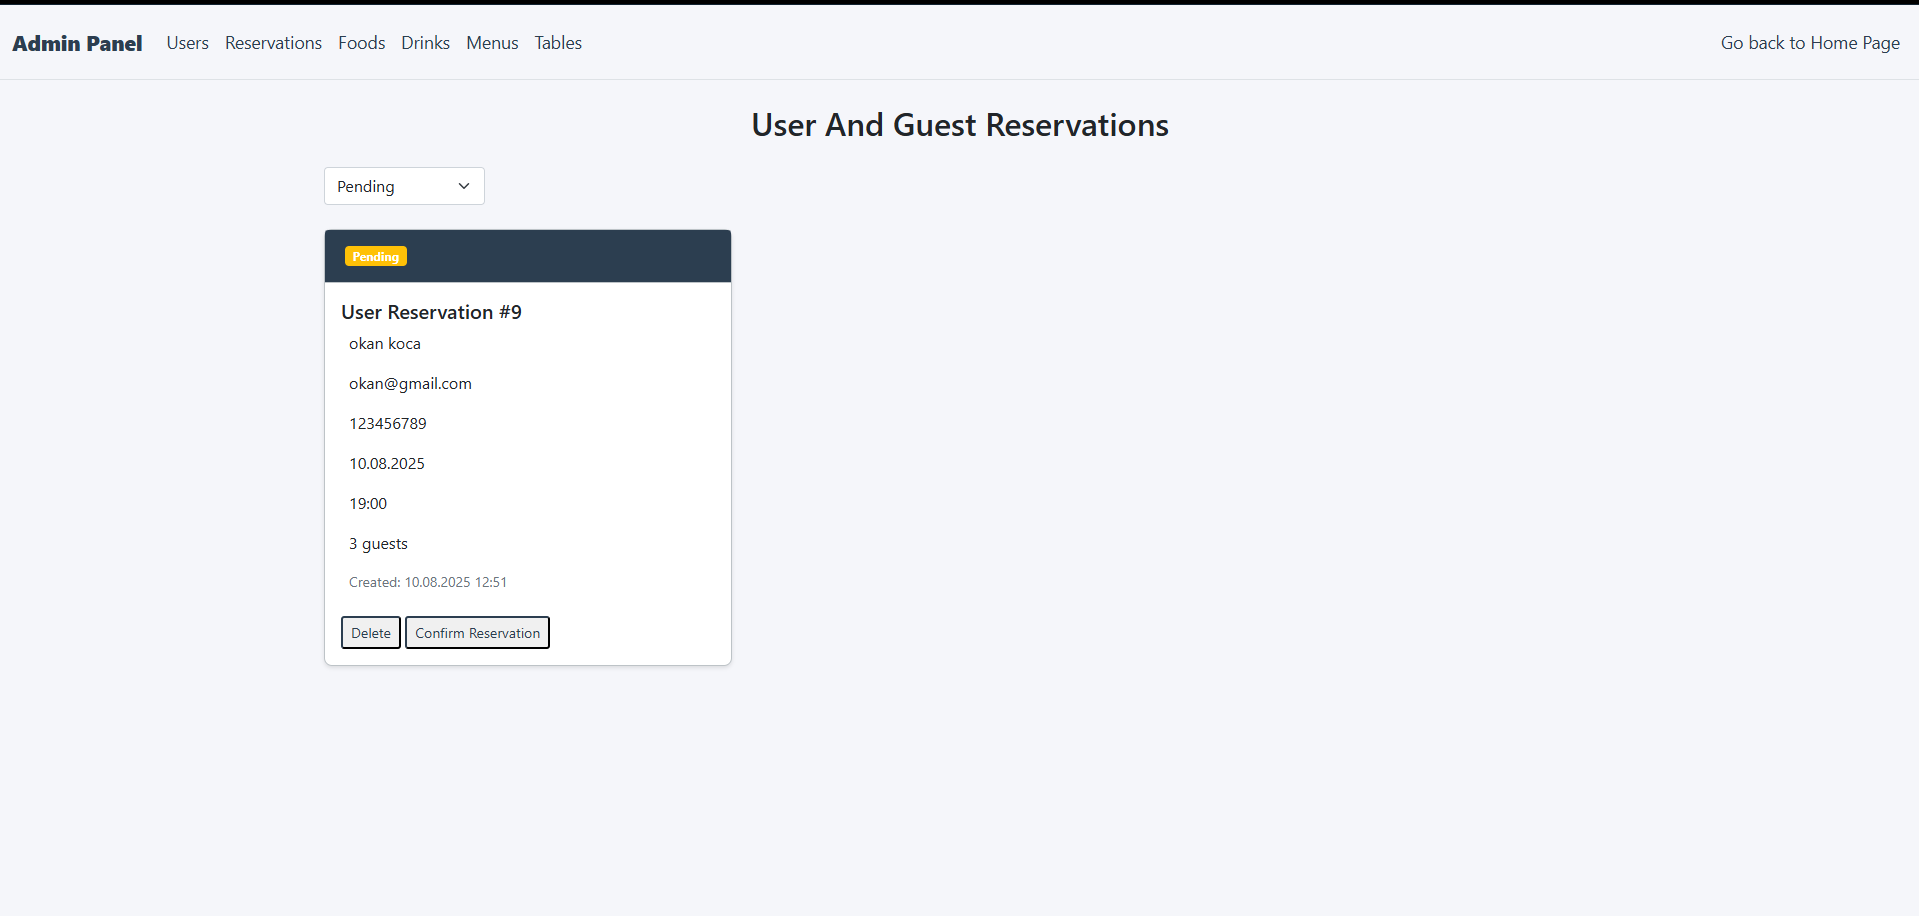 Admin Panel Users Reservations Foods Drinks Menus Tables Go back to Home Page
User And Guest Reservations
Pending
Pending
User Reservation #9
okan koca
okan@gmail.com
123456789
10.08.2025
19:00
3 guests
Created: 10.08.2025 12:51
Delete Confirm Reservation